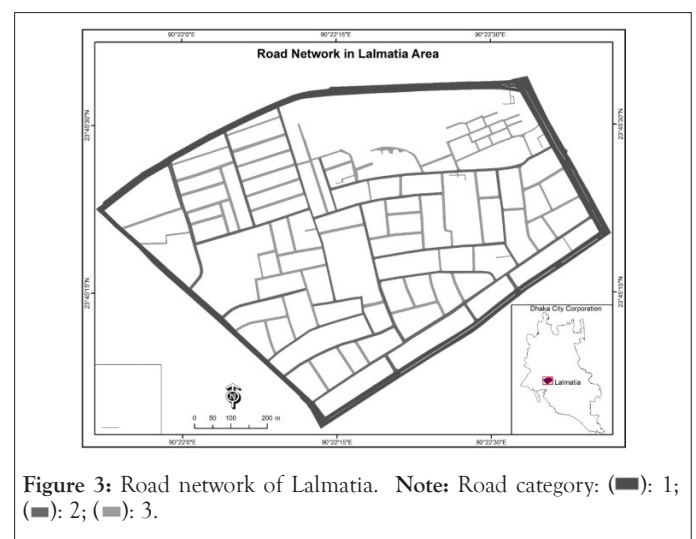 90°22'0"E 90°22'15"E 90°22'30"E
Road Network in Lalmatia Area
23°45'30"N 23°45'30"N
23°45'15"N 23°45'15"N
Dhaka City Corporation
Lalmatia
N
0 50 100 200 m
90°22'0"E 90°22'15"E 90°22'30"E
Figure 3: Road network of Lalmatia. Note: Road category: ( ): 1;
( ): 2; ( ): 3.